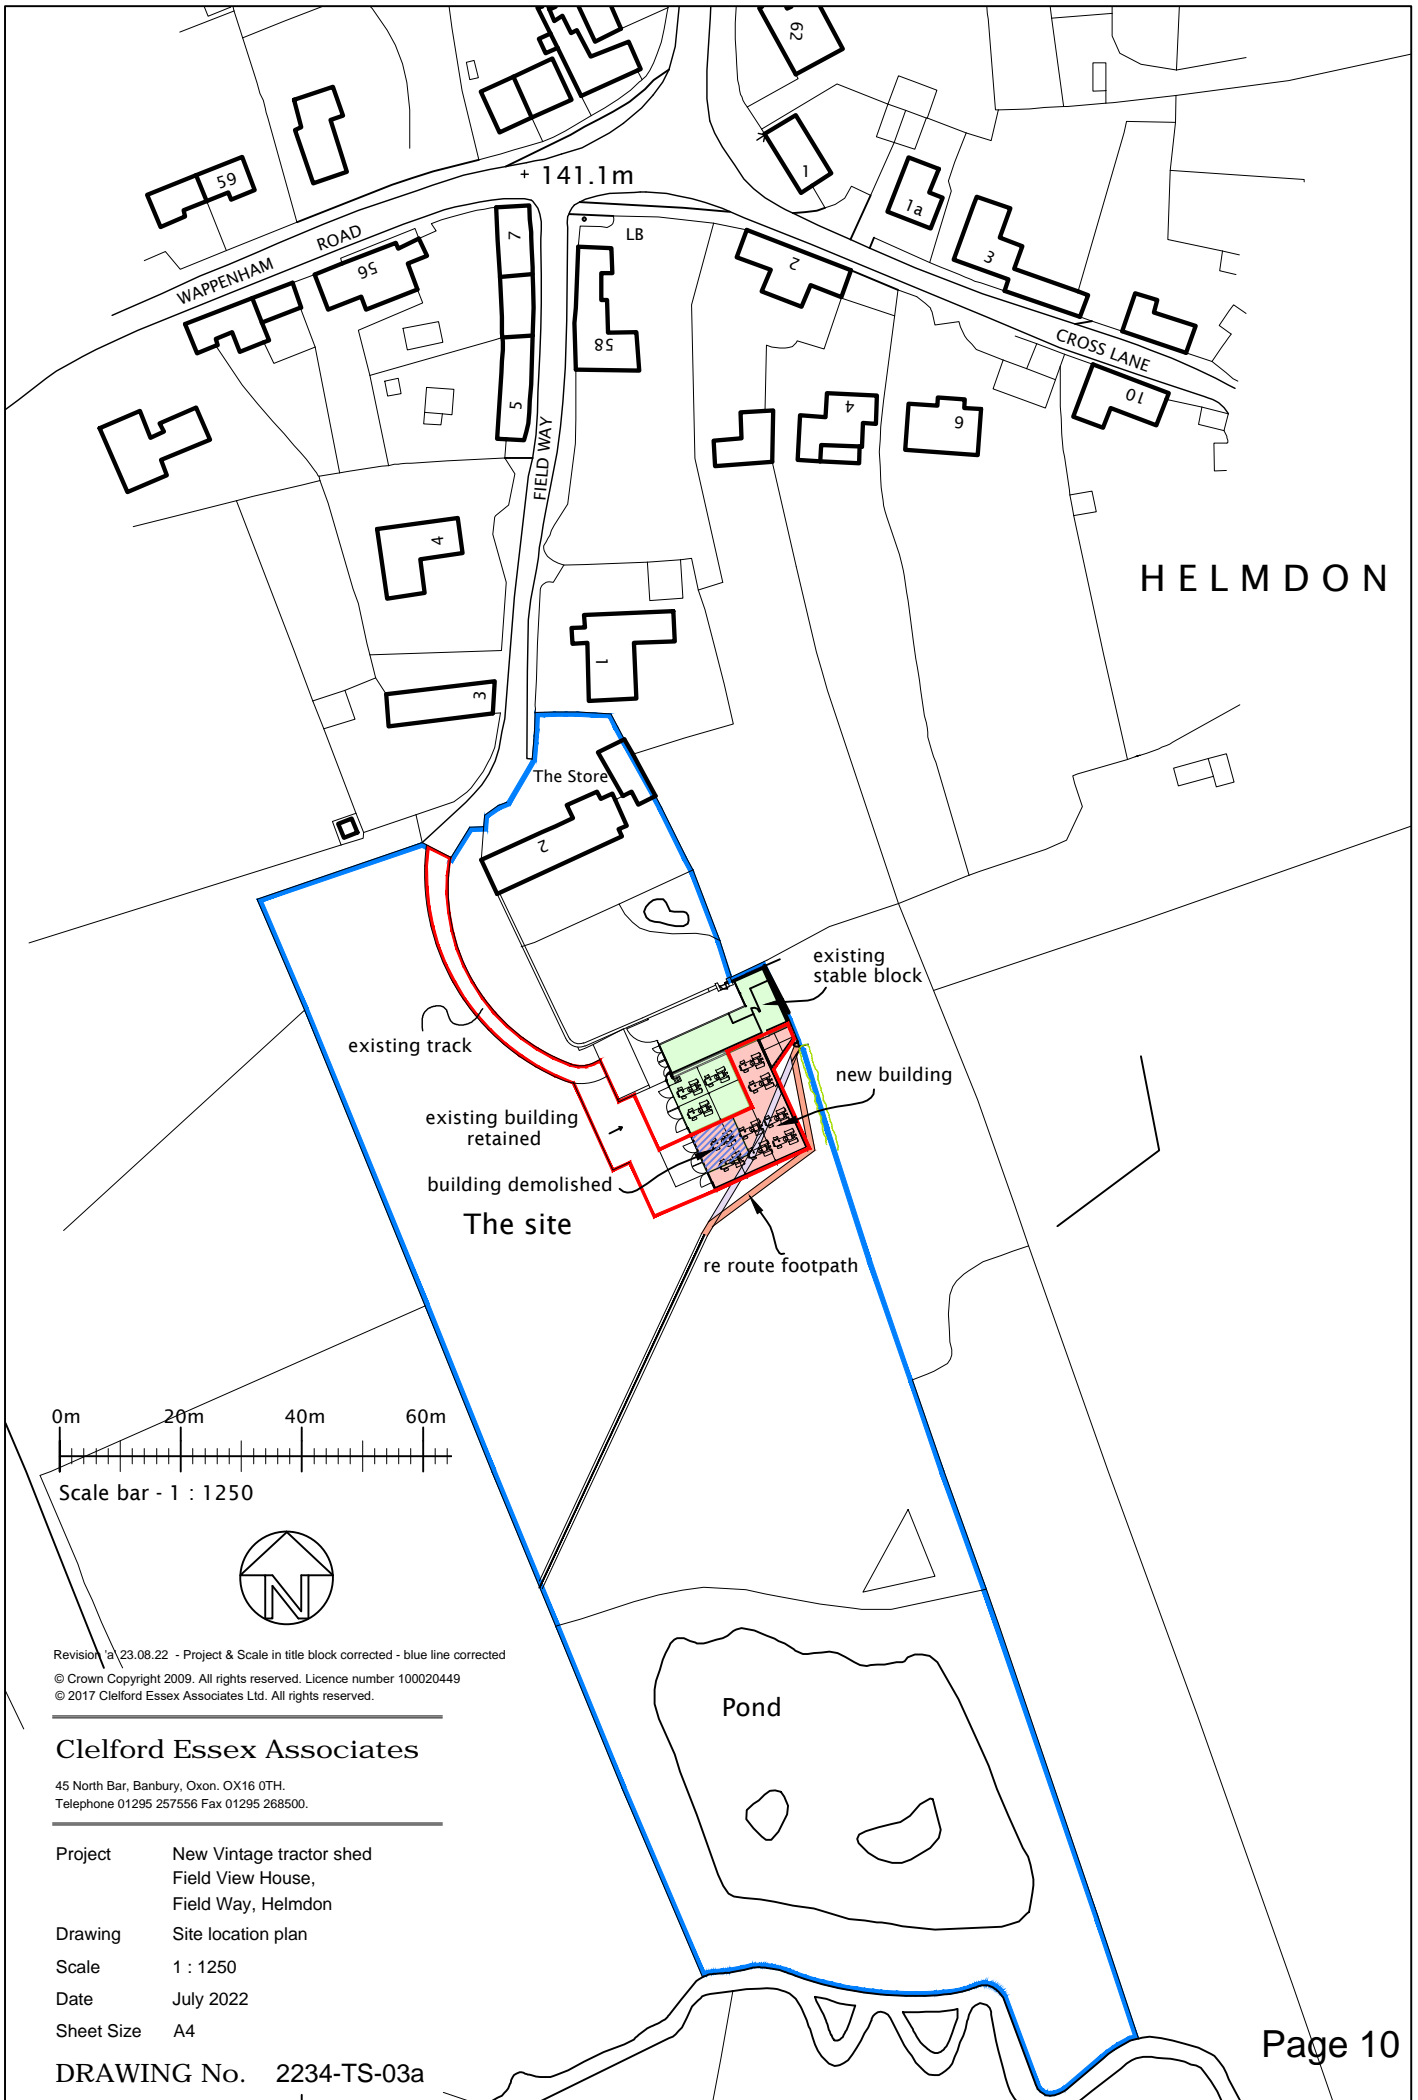 62
1
59
+ 141.1m
1a
ROAD
LB
7
3
2
56
WAPPENHAM
CROSS LANE
58
10
5
4
6
FIELD WAY
4
HELMDON
1
3
The Store
2
existing
stable block
existing track
new building
existing building
retained
building demolished
The site
re route footpath
0m 20m 40m 60m
Scale bar - 1 : 1250
N
Revision 'a' 23.08.22 - Project & Scale in title block corrected - blue line corrected
© Crown Copyright 2009. All rights reserved. Licence number 100020449
© 2017 Clelford Essex Associates Ltd. All rights reserved.
Pond
Clelford Essex Associates
45 North Bar, Banbury, Oxon. OX16 0TH.
Telephone 01295 257556 Fax 01295 268500.
Project New Vintage tractor shed
Field View House,
Field Way, Helmdon
Drawing Site location plan
Scale 1 : 1250
Date July 2022
Sheet Size A4
Page 10
DRAWING No. 2234-TS-03a